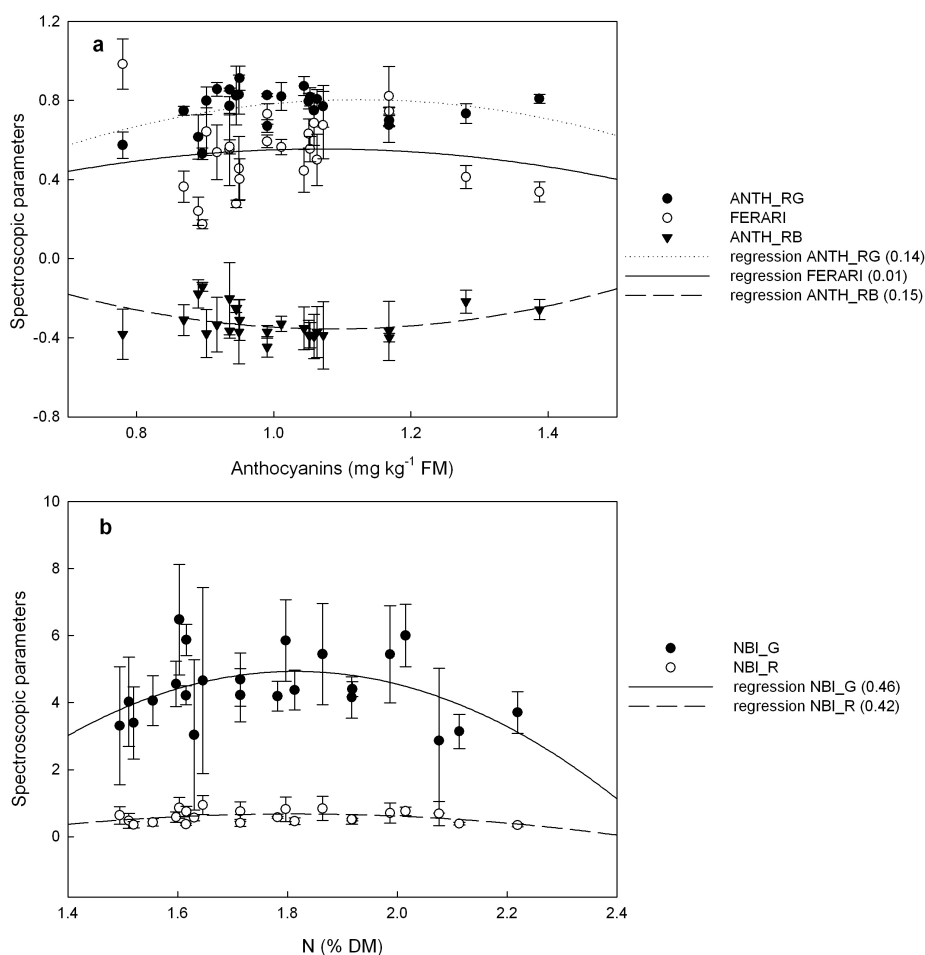 a
1.2
0.8
0.4
0.0
-0.4
-0.8
Spectroscopic parameters
0.8 1.0 1.2 1.4
Anthocyanins (mg kg⁻¹ FM)
ANTH_RG
FERARI
ANTH_RB
regression ANTH_RG (0.14)
regression FERARI (0.01)
regression ANTH_RB (0.15)
b
10
8
6
4
2
0
Spectroscopic parameters
1.4 1.6 1.8 2.0 2.2 2.4
N (% DM)
NBI_G
NBI_R
regression NBI_G (0.46)
regression NBI_R (0.42)